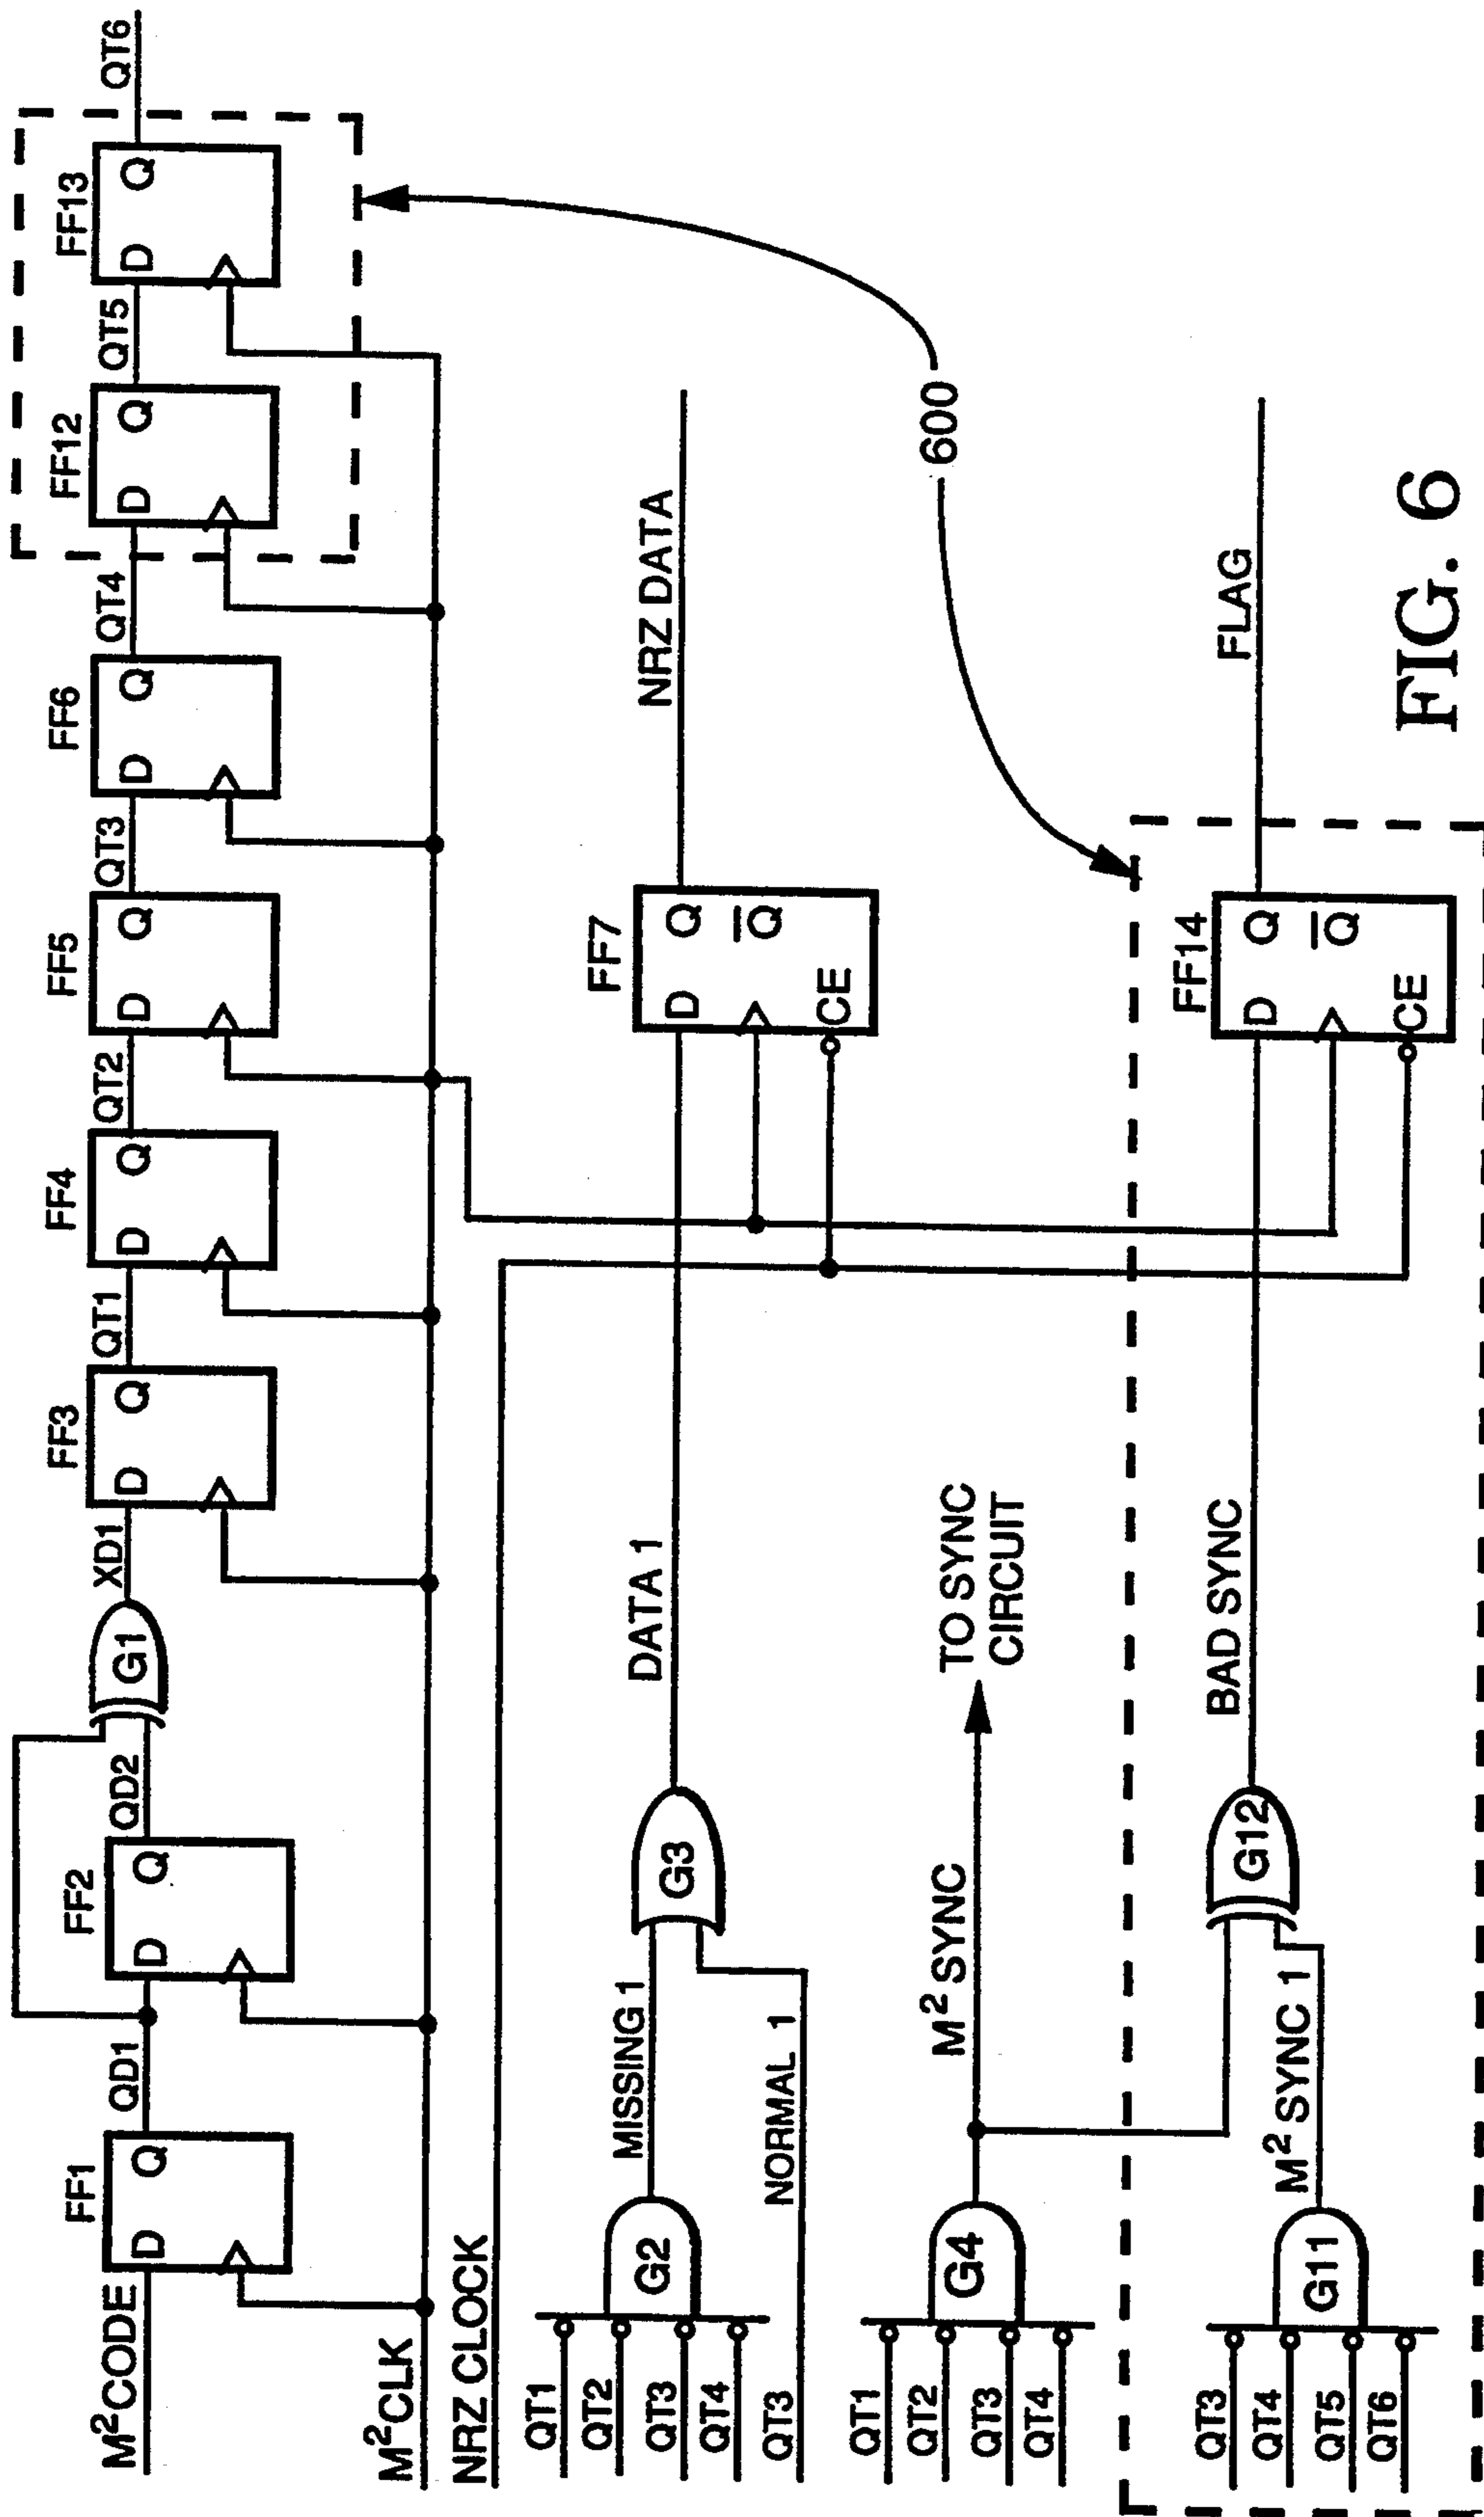 M²CODE
FF1
D Q
QD1
FF2
D Q
QD2
G1
XD1
FF3
D Q
QT1
FF4
D Q
QT2
FF5
D Q
QT3
FF6
D Q
QT4
FF12
D Q
QT5
FF13
D Q
QT6
M²CLK
NRZ CLOCK
QT1
QT2
QT3
QT4
G2
MISSING 1
QT3
NORMAL 1
G3
DATA 1
FF7
D Q
Q
CE
NRZ DATA
600
QT1
QT2
QT3
QT4
G4
M² SYNC
TO SYNC
CIRCUIT
QT3
QT4
QT5
QT6
G11
M² SYNC 1
G12
BAD SYNC
FF14
D Q
Q
CE
FLAG
FIG. 6